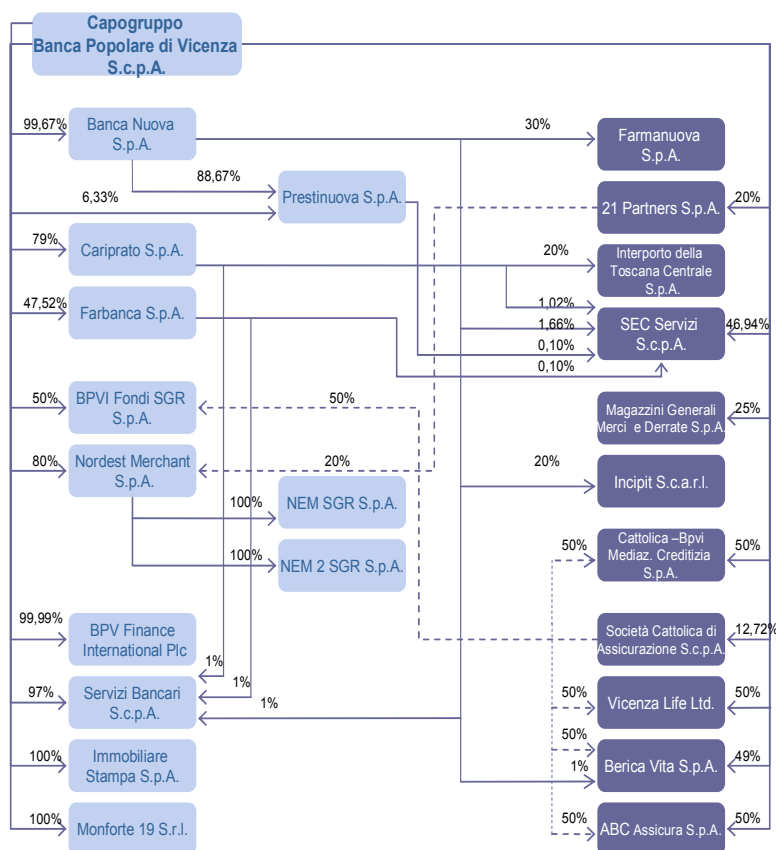 Capogruppo
Banca Popolare di Vicenza
S.c.p.A.
99,67%
Banca Nuova
S.p.A.
30%
Farmanuova
S.p.A.
88,67%
6,33%
Prestinuova S.p.A.
21 Partners S.p.A.
20%
79%
Cariprato S.p.A.
20%
Interporto della
Toscana Centrale
S.p.A.
47,52%
Farbanca S.p.A.
1,02%
1,66%
0,10%
0,10%
SEC Servizi
S.c.p.A.
46,94%
50%
BPVI Fondi SGR
S.p.A.
50%
Magazzini Generali
Merci e Derrate S.p.A.
25%
80%
Nordest Merchant
S.p.A.
20%
20%
Incipit S.c.a.r.l.
100%
NEM SGR S.p.A.
100%
NEM 2 SGR S.p.A.
50%
Cattolica –Bpvi
Mediaz. Creditizia
S.p.A.
50%
99,99%
BPV Finance
International Plc
Società Cattolica di
Assicurazione S.c.p.A.
12,72%
1%
97%
Servizi Bancari
S.c.p.A.
1%
1%
50%
Vicenza Life Ltd.
50%
100%
Immobiliare
Stampa S.p.A.
50%
1%
Berica Vita S.p.A.
49%
100%
Monforte 19 S.r.l.
50%
ABC Assicura S.p.A.
50%